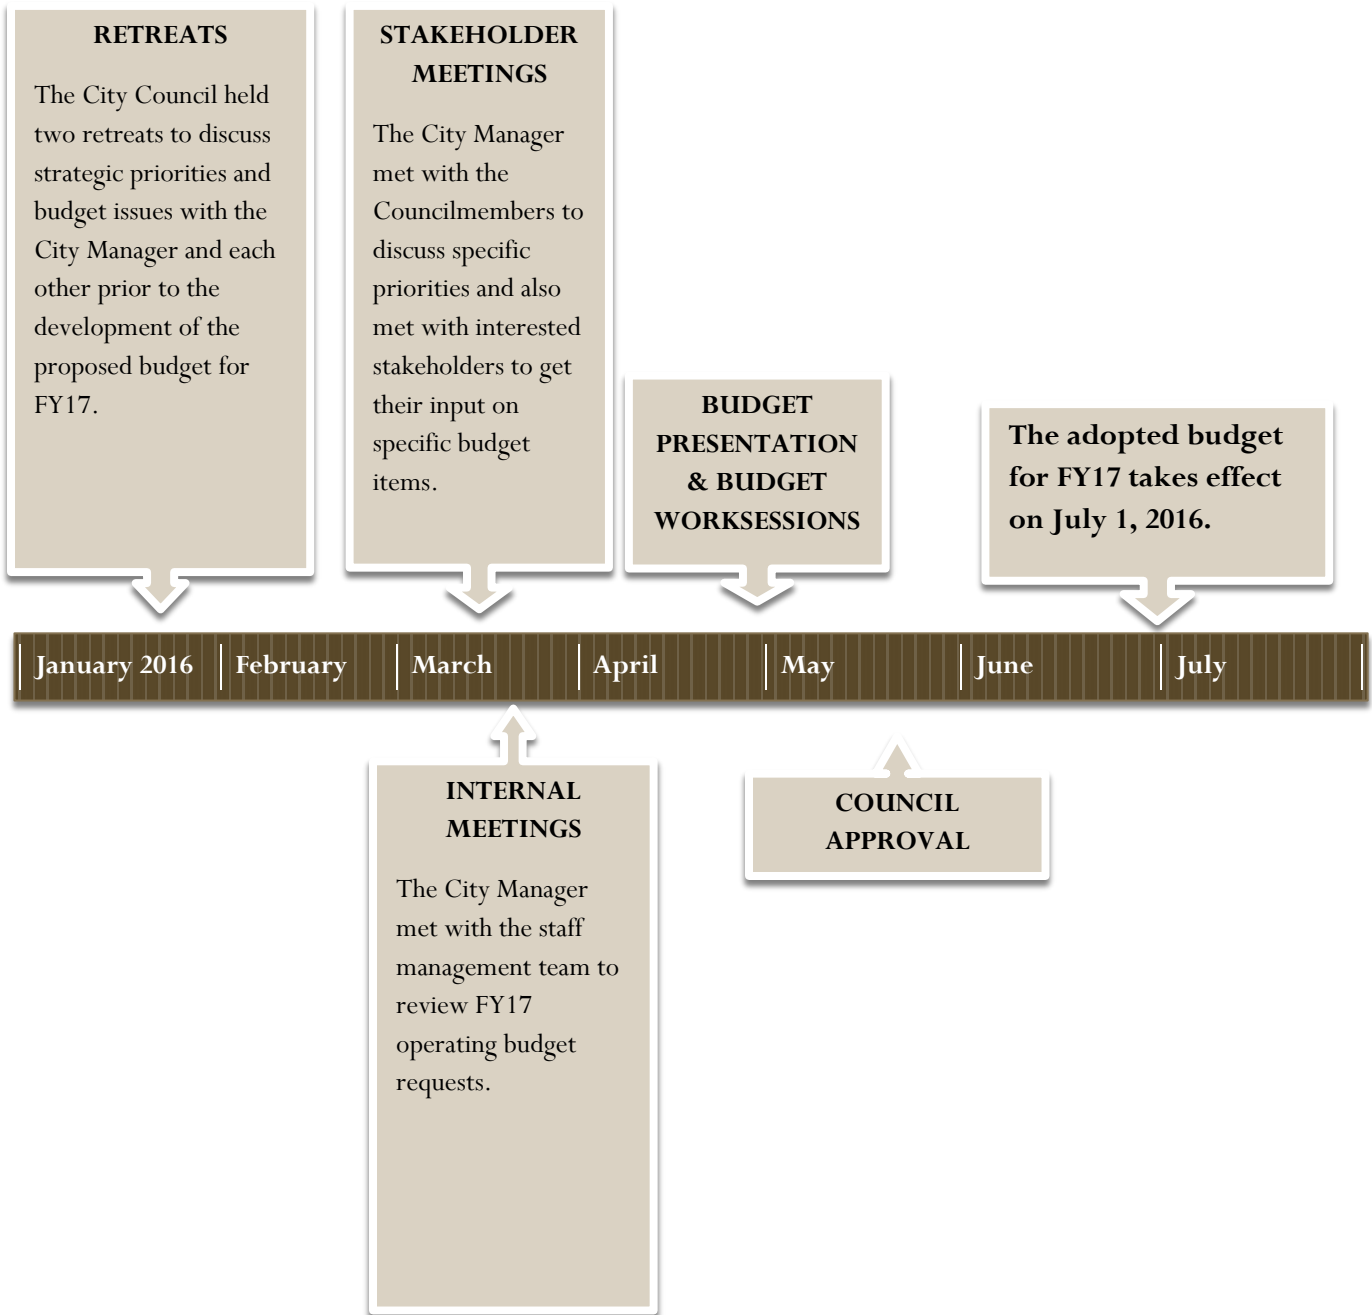 RETREATS
The City Council held
two retreats to discuss
strategic priorities and
budget issues with the
City Manager and each
other prior to the
development of the
proposed budget for
FY17.
STAKEHOLDER
MEETINGS
The City Manager
met with the
Councilmembers to
discuss specific
priorities and also
met with interested
stakeholders to get
their input on
specific budget
items.
BUDGET
PRESENTATION
& BUDGET
WORKSESSIONS
The adopted budget
for FY17 takes effect
on July 1, 2016.
January 2016 February March April May June July
INTERNAL
MEETINGS
The City Manager
met with the staff
management team to
review FY17
operating budget
requests.
COUNCIL
APPROVAL